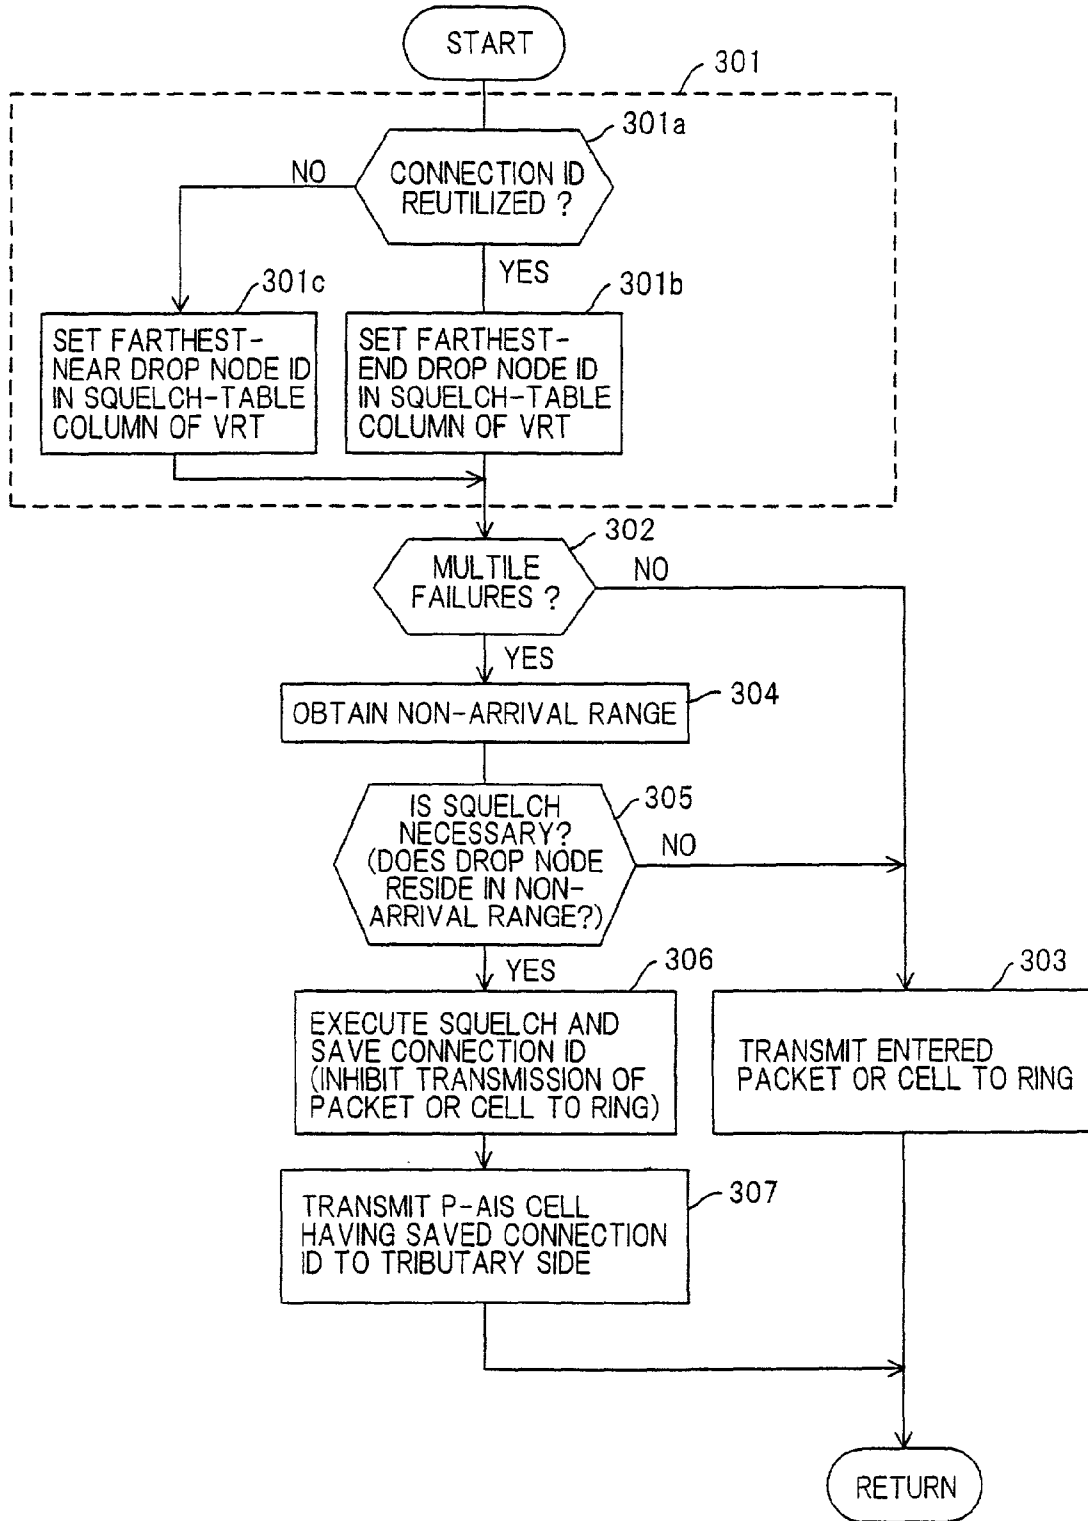 START
301
301a
CONNECTION ID
REUTILIZED ?
NO
YES
301c
301b
SET FARTHEST-
NEAR DROP NODE ID
IN SQUELCH-TABLE
COLUMN OF VRT
SET FARTHEST-
END DROP NODE ID
IN SQUELCH-TABLE
COLUMN OF VRT
302
MULTILE
FAILURES ?
NO
YES
304
OBTAIN NON-ARRIVAL RANGE
305
IS SQUELCH
NECESSARY?
(DOES DROP NODE
RESIDE IN NON-
ARRIVAL RANGE?)
NO
YES
306
EXECUTE SQUELCH AND
SAVE CONNECTION ID
(INHIBIT TRANSMISSION OF
PACKET OR CELL TO RING)
303
TRANSMIT ENTERED
PACKET OR CELL TO RING
307
TRANSMIT P-AIS CELL
HAVING SAVED CONNECTION
ID TO TRIBUTARY SIDE
RETURN